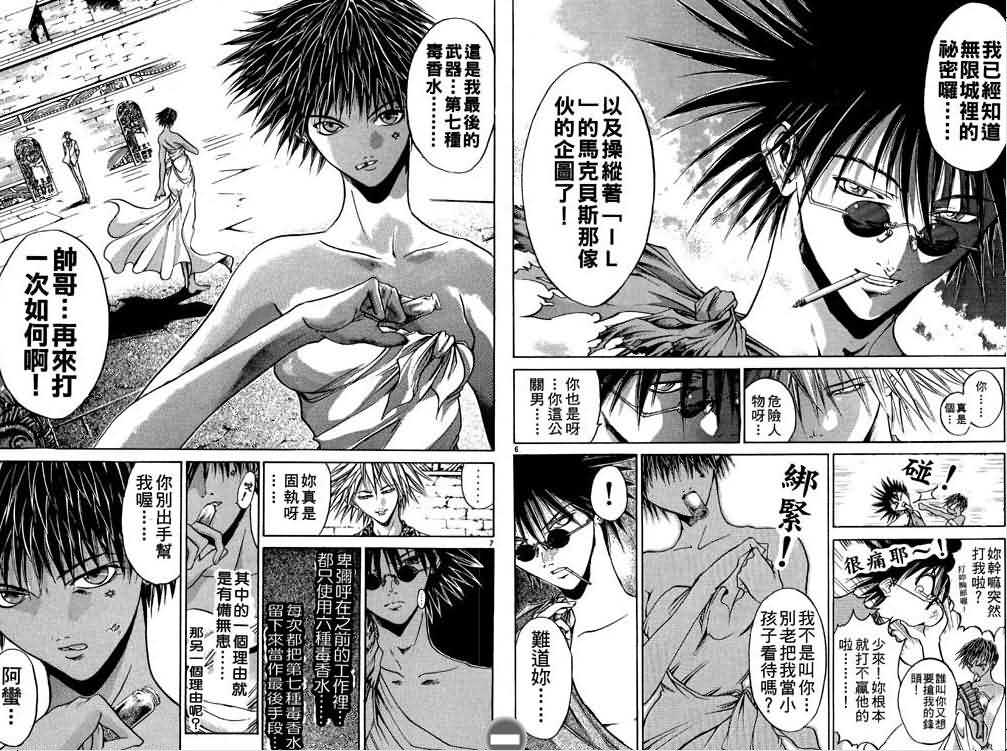 我已經知道
無限城裡的
祕密囉…
以及操縱著「IL
」的馬克貝斯那傢
伙的企圖了！
你…
真是
個…
危險人
物呀……
你也是呀
……你這公
關男……
6
碰！
妳幹嘛突然
打我啦？
打妳胸部喔！
很痛耶～！
少來！妳根本
就打不贏他的
啦……！
誰叫你又想
要搶我的鋒
頭！
綁緊！
我不是叫你
別老把我當小
孩子看待嗎？
！
難道妳…
這是我最後的
武器…第七種
毒香水………
帥哥…再來打
一次如何啊！
……
妳真是
固執呀
7
卑彌呼在之前的工作裡…
都只使用六種毒香水……
每次都把第七種毒香水
留下來當作最後手段…
其中的一個理由就
是有備無患……
那另一個理由呢？
你別出手幫
我喔……
阿蠻…